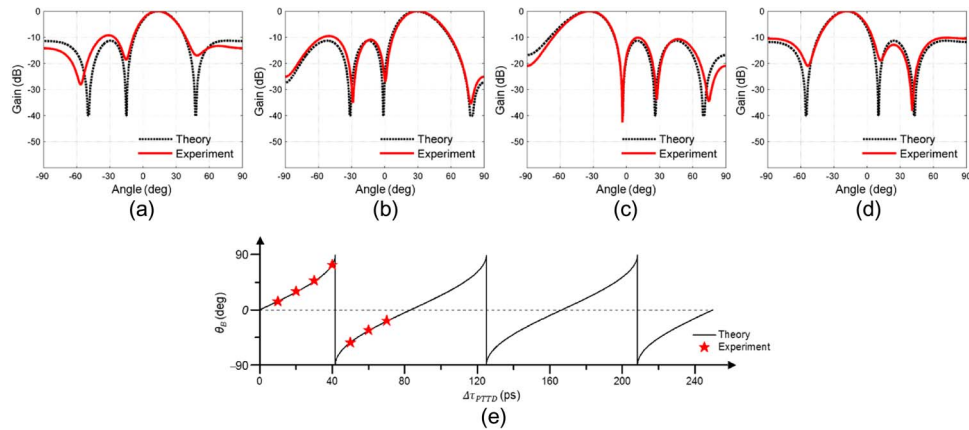 0
-10
-20
-30
-40
-50
Gain (dB)
Theory
Experiment
-90 -60 -30 0 30 60 90
Angle (deg)
(a)
0
-10
-20
-30
-40
-50
Gain (dB)
Theory
Experiment
-90 -60 -30 0 30 60 90
Angle (deg)
(b)
0
-10
-20
-30
-40
-50
Gain (dB)
Theory
Experiment
-90 -60 -30 0 30 60 90
Angle (deg)
(c)
0
-10
-20
-30
-40
-50
Gain (dB)
Theory
Experiment
-90 -60 -30 0 30 60 90
Angle (deg)
(d)
90
0
−90
θB (deg)
Theory
Experiment
0 40 80 120 160 200 240
ΔτPTTD (ps)
(e)